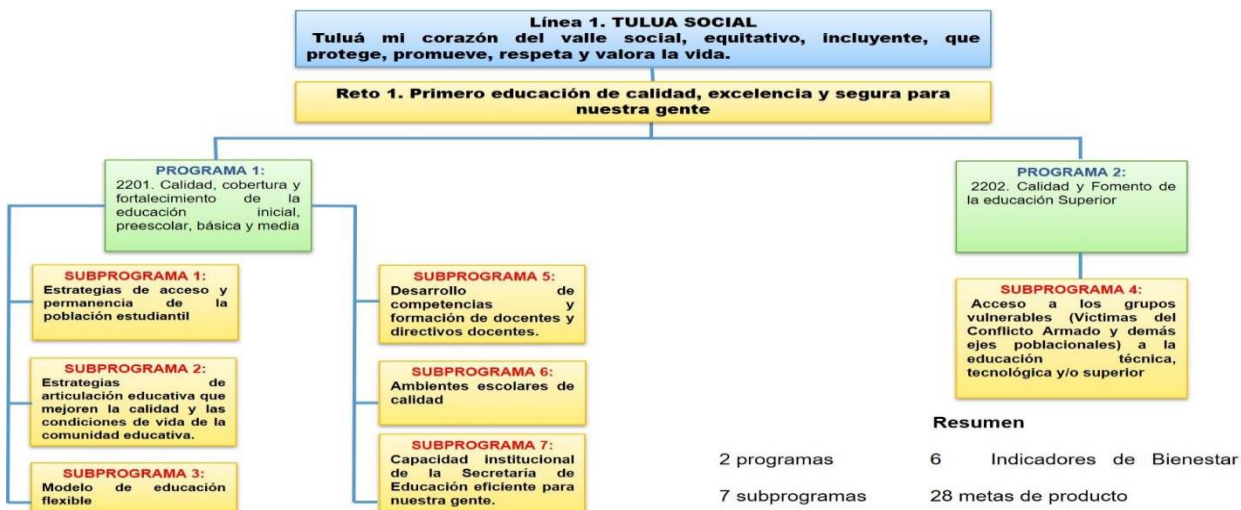 Línea 1. TULUA SOCIAL
Tuluá mi corazón del valle social, equitativo, incluyente, que
protege, promueve, respeta y valora la vida.
Reto 1. Primero educación de calidad, excelencia y segura para
nuestra gente
PROGRAMA 1:
2201. Calidad, cobertura y
fortalecimiento de la
educación inicial,
preescolar, básica y media
SUBPROGRAMA 1:
Estrategias de acceso y
permanencia de la
población estudiantil
SUBPROGRAMA 2:
Estrategias de
articulación educativa que
mejoren la calidad y las
condiciones de vida de la
comunidad educativa.
SUBPROGRAMA 3:
Modelo de educación
flexible
SUBPROGRAMA 5:
Desarrollo de
competencias y
formación de docentes y
directivos docentes.
SUBPROGRAMA 6:
Ambientes escolares de
calidad
SUBPROGRAMA 7:
Capacidad institucional
de la Secretaría de
Educación eficiente para
nuestra gente.
PROGRAMA 2:
2202. Calidad y Fomento de
la educación Superior
SUBPROGRAMA 4:
Acceso a los grupos
vulnerables (Víctimas del
Conflicto Armado y demás
ejes poblacionales) a la
educación técnica,
tecnológica y/o superior
Resumen
2 programas 6 Indicadores de Bienestar
7 subprogramas 28 metas de producto